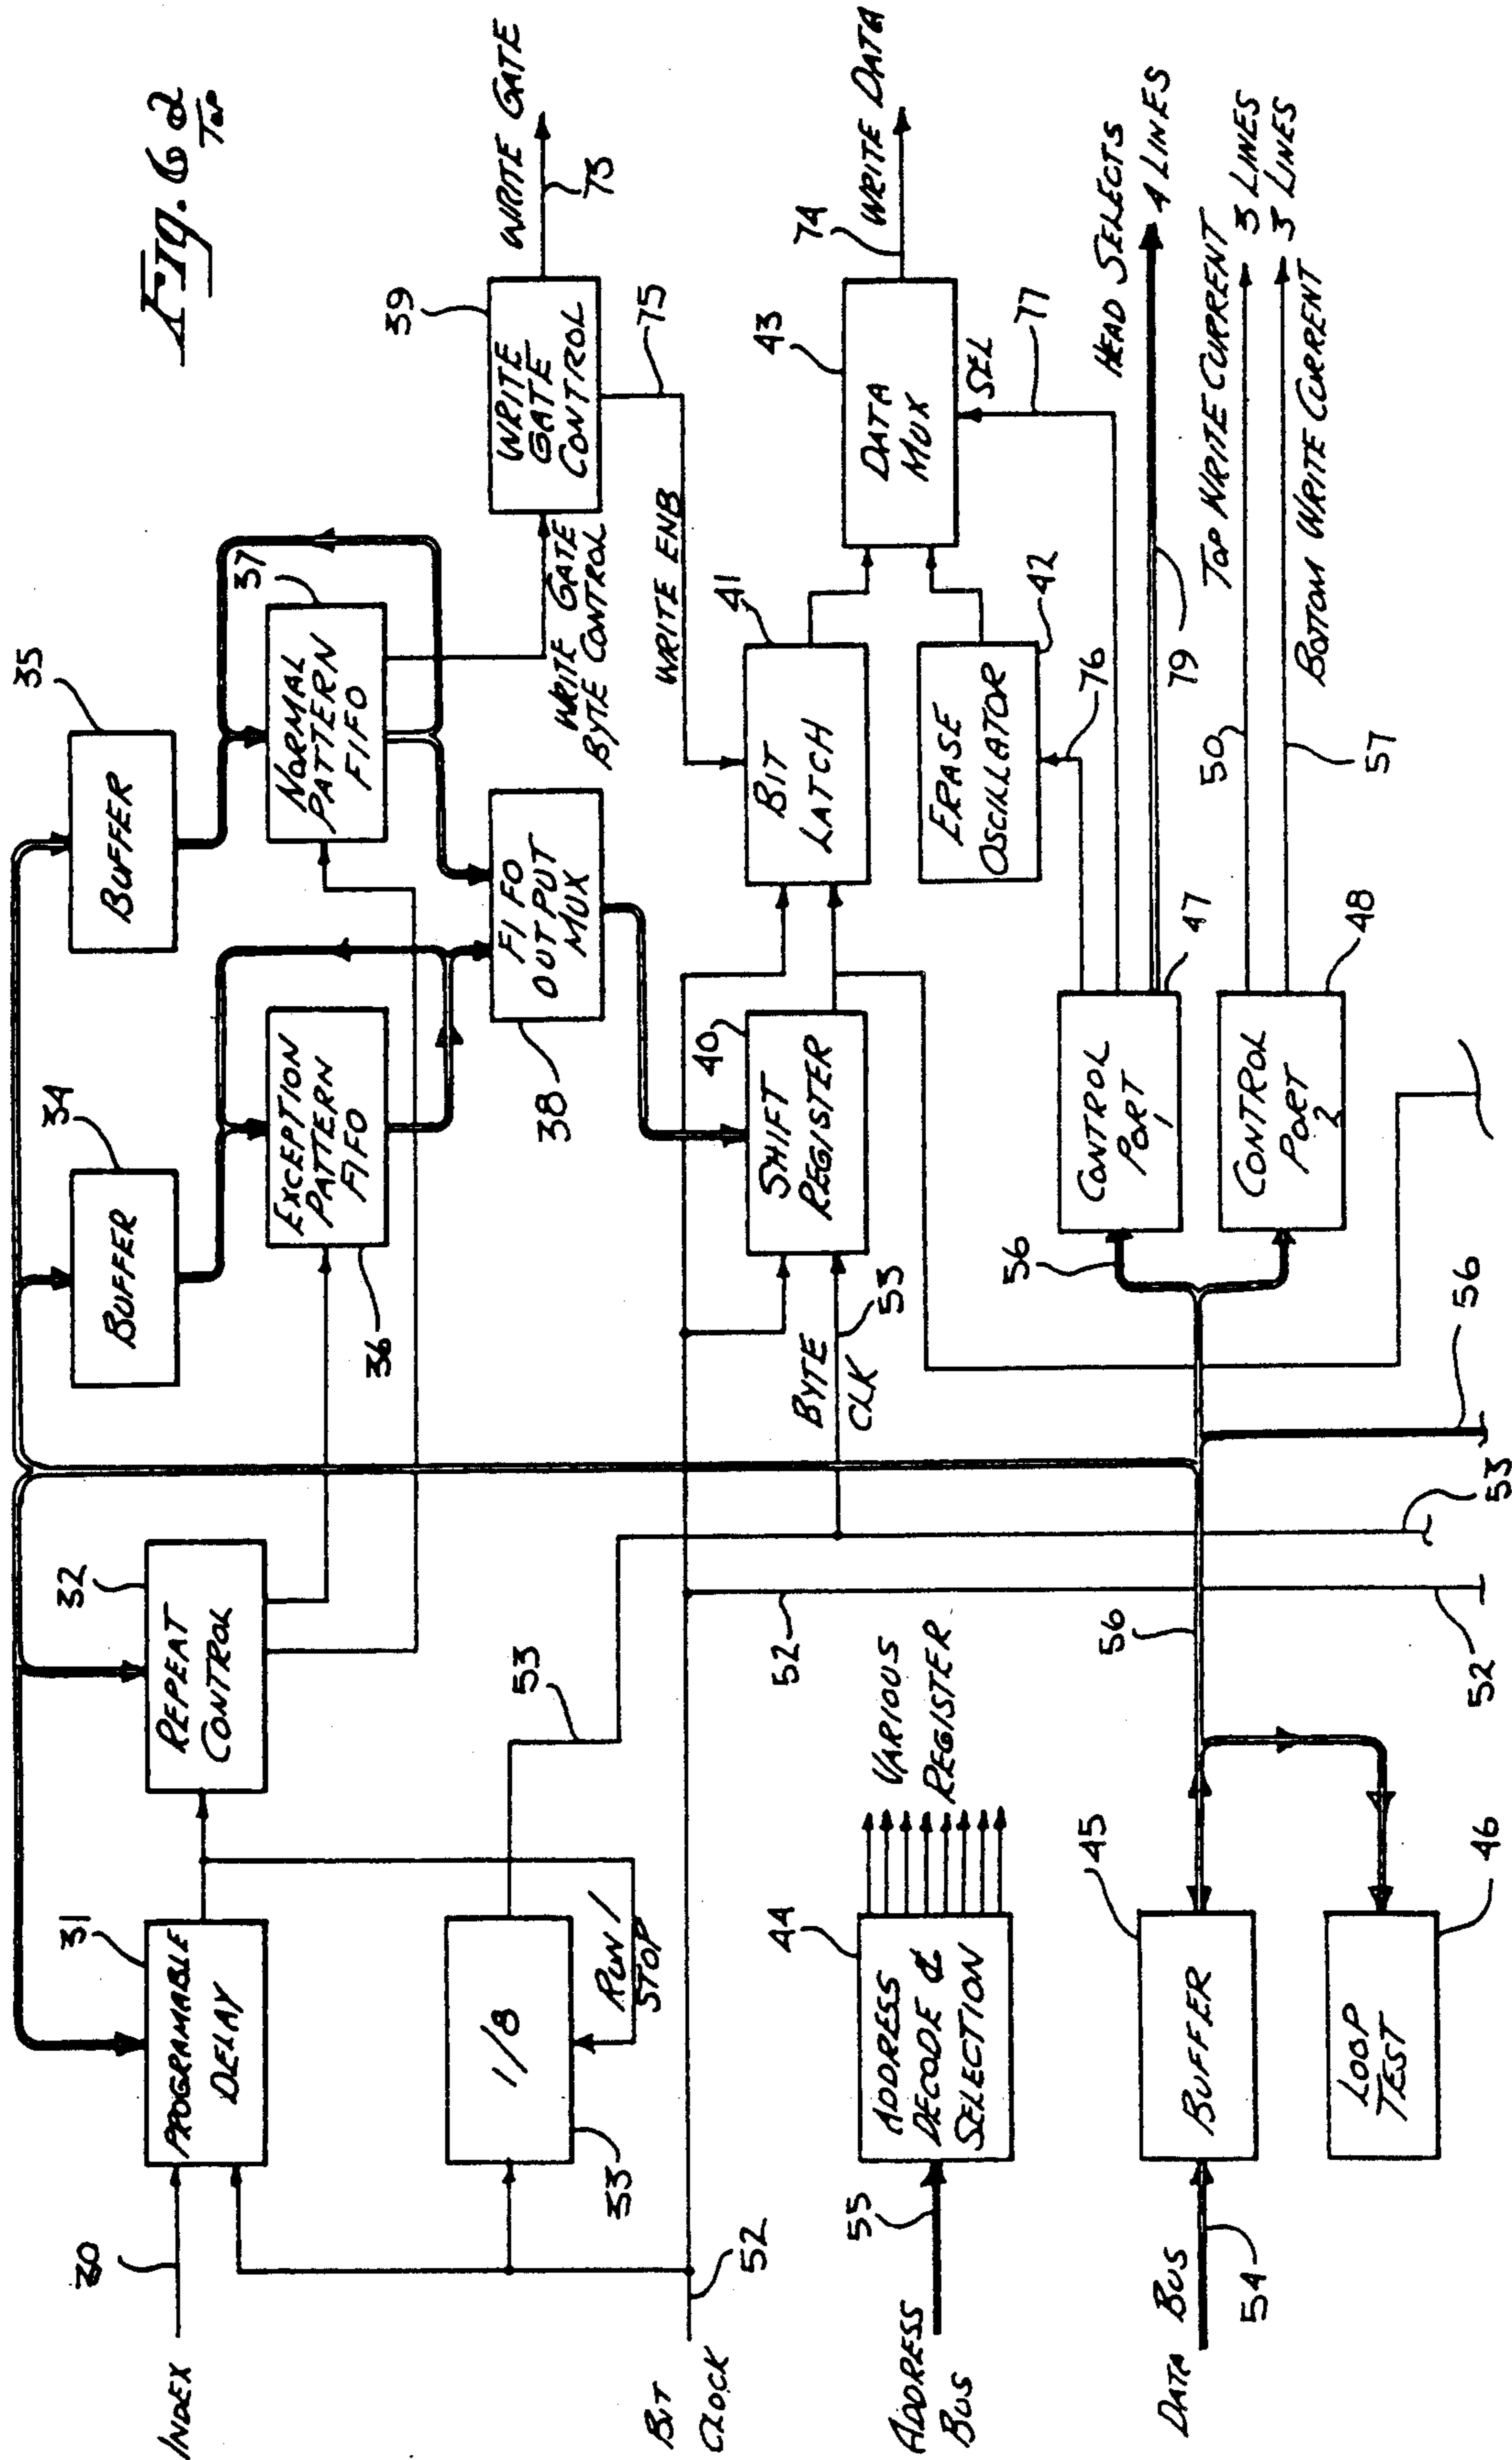 Fig. 6a
Top
INDEX
30
PROGRAMABLE
DELAY
31
REPEAT
CONTROL
32
BUFFER
34
BUFFER
35
EXCEPTION
PATTERN
FIFO
36
NORMAL
PATTERN
FIFO
37
1/8
53
RUN/
STOP
53
FIFO
OUTPUT
MUX
38
WRITE GATE
BYTE CONTROL
WRITE
GATE
CONTROL
39
WRITE GATE
73
75
WRITE ENB
BIT
CLOCK
52
52
BYTE
CLK
53
SHIFT
REGISTER
40
BIT
LATCH
41
ERASE
OSCILLATOR
42
DATA
MUX
43
SEL
74
WRITE DATA
76
77
ADDRESS
BUS
55
ADDRESS
DECODE &
SELECTION
44
VARIOUS
REGISTER
DATA BUS
54
BUFFER
45
LOOP
TEST
46
56
56
CONTROL
PORT
1
47
CONTROL
PORT
2
48
HEAD SELECTS
4 LINES
79
TOP WRITE CURRENT
3 LINES
50
BOTTOM WRITE CURRENT
3 LINES
57
52
53
56